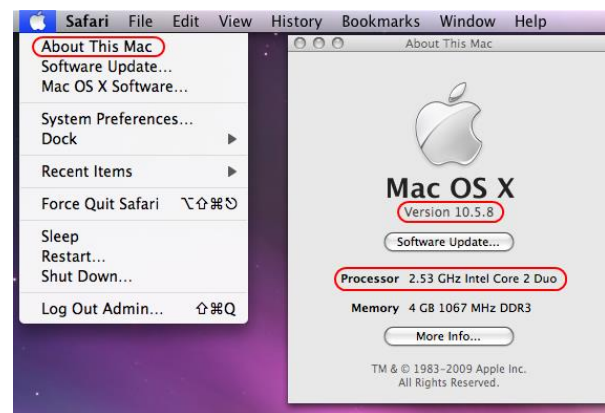 Safari File Edit View History Bookmarks Window Help
About This Mac
Software Update...
Mac OS X Software...
System Preferences...
Dock
Recent Items
Force Quit Safari ⌥⇧⌘⎋
Sleep
Restart...
Shut Down...
Log Out Admin... ⇧⌘Q
About This Mac
Mac OS X
Version 10.5.8
Software Update...
Processor 2.53 GHz Intel Core 2 Duo
Memory 4 GB 1067 MHz DDR3
More Info...
TM & © 1983-2009 Apple Inc.
All Rights Reserved.